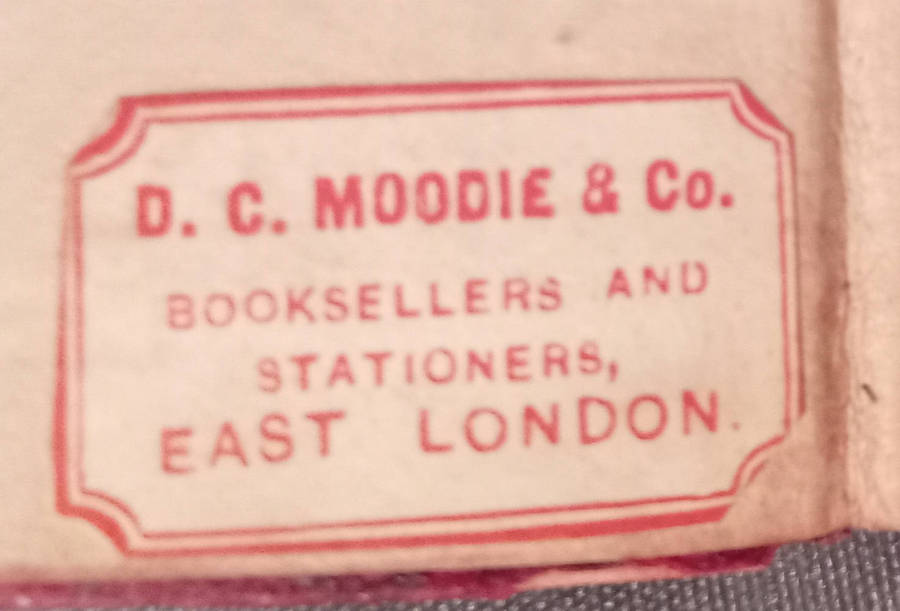 D. C. MOODIE & Co.
BOOKSELLERS AND
STATIONERS,
EAST LONDON.